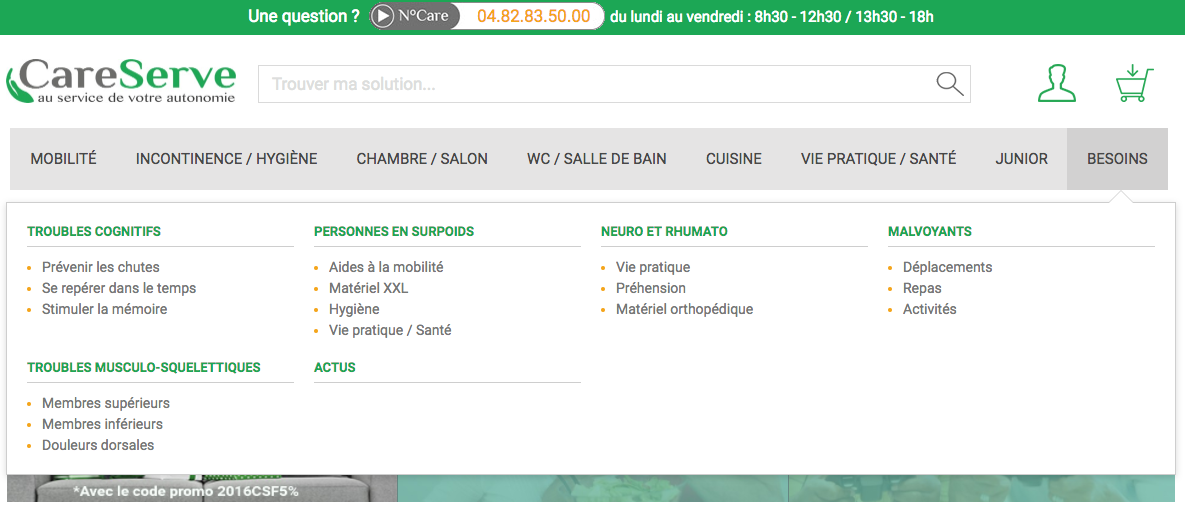 Une question ? N°Care 04.82.83.50.00 du lundi au vendredi : 8h30 - 12h30 / 13h30 - 18h
CareServe
au service de votre autonomie
Trouver ma solution...
MOBILITÉ INCONTINENCE / HYGIÈNE CHAMBRE / SALON WC / SALLE DE BAIN CUISINE VIE PRATIQUE / SANTÉ JUNIOR BESOINS
TROUBLES COGNITIFS
Prévenir les chutes
Se repérer dans le temps
Stimuler la mémoire
PERSONNES EN SURPOIDS
Aides à la mobilité
Matériel XXL
Hygiène
Vie pratique / Santé
NEURO ET RHUMATO
Vie pratique
Préhension
Matériel orthopédique
MALVOYANTS
Déplacements
Repas
Activités
TROUBLES MUSCULO-SQUELETTIQUES
Membres supérieurs
Membres inférieurs
Douleurs dorsales
ACTUS
*Avec le code promo 2016CSF5%